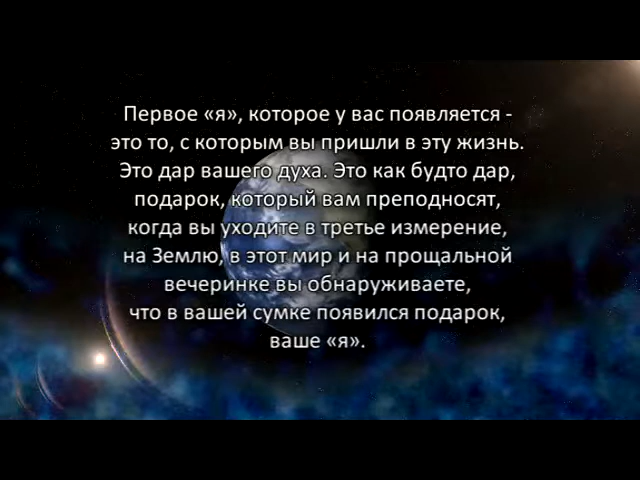 Первое «я», которое у вас появляется -
это то, с которым вы пришли в эту жизнь.
Это дар вашего духа. Это как будто дар,
подарок, который вам преподносят,
когда вы уходите в третье измерение,
на Землю, в этот мир и на прощальной
вечеринке вы обнаруживаете,
что в вашей сумке появился подарок,
ваше «я».